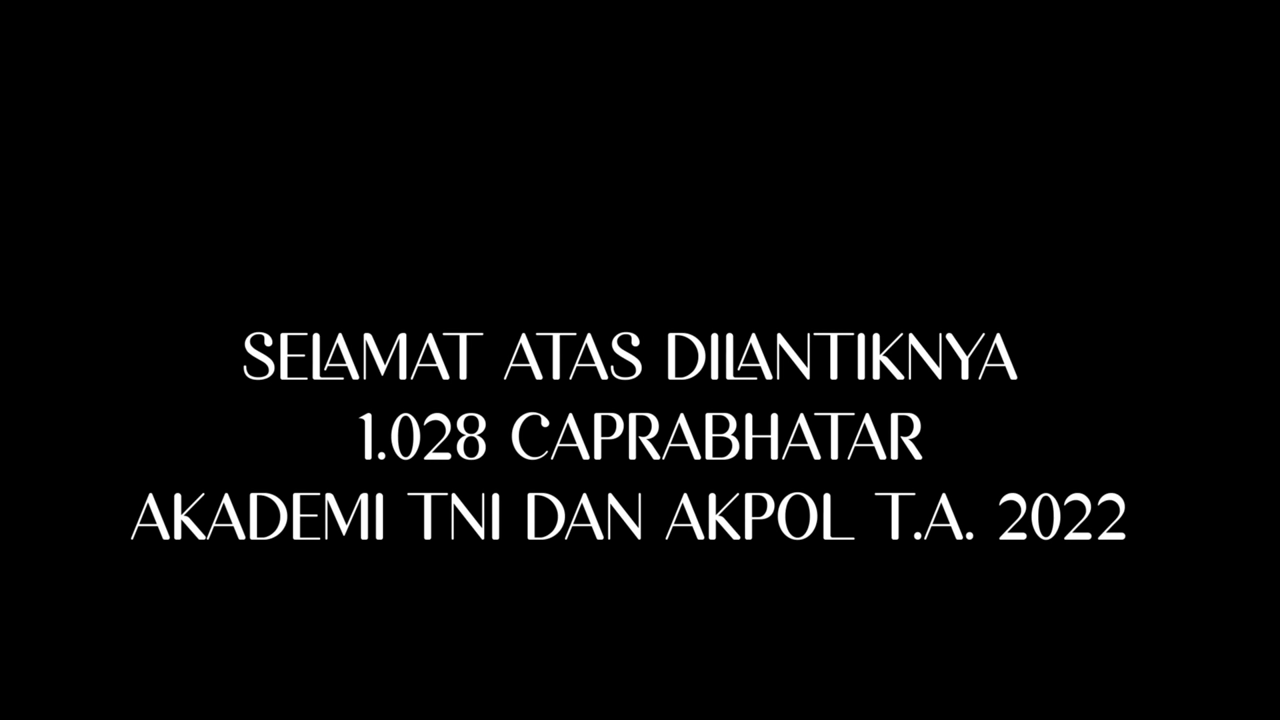 SELAMAT ATAS DILANTIKNYA
1.028 CAPRABHATAR
AKADEMI TNI DAN AKPOL T.A. 2022